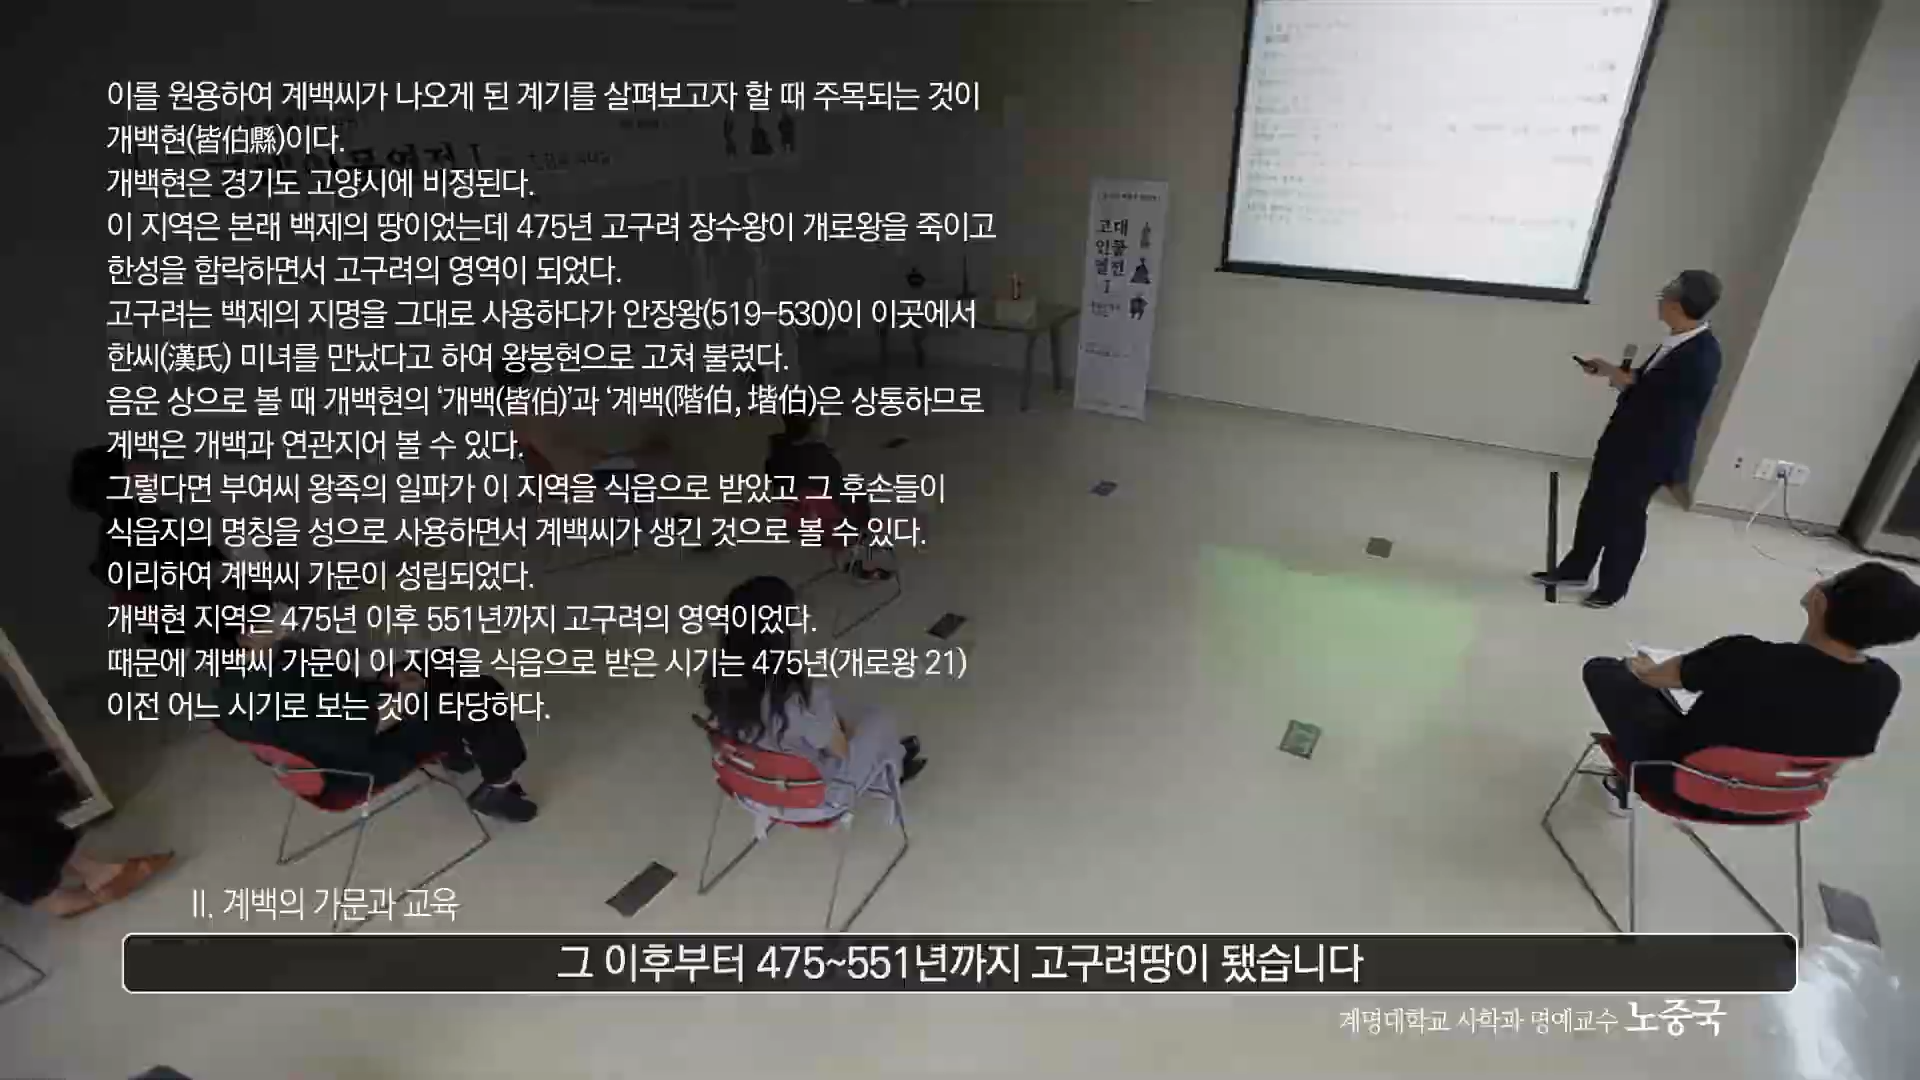 이를 원용하여 계백씨가 나오게 된 계기를 살펴보고자 할 때 주목되는 것이
개백현(皆伯縣)이다.
개백현은 경기도 고양시에 비정된다.
이 지역은 본래 백제의 땅이었는데 475년 고구려 장수왕이 개로왕을 죽이고
한성을 함락하면서 고구려의 영역이 되었다.
고구려는 백제의 지명을 그대로 사용하다가 안장왕(519-530)이 이곳에서
한씨(漢氏) 미녀를 만났다고 하여 왕봉현으로 고쳐 불렀다.
음운 상으로 볼 때 개백현의 '개백(皆伯)'과 '계백(階伯, 堦伯)은 상통하므로
계백은 개백과 연관지어 볼 수 있다.
그렇다면 부여씨 왕족의 일파가 이 지역을 식읍으로 받았고 그 후손들이
식읍지의 명칭을 성으로 사용하면서 계백씨가 생긴 것으로 볼 수 있다.
이리하여 계백씨 가문이 성립되었다.
개백현 지역은 475년 이후 551년까지 고구려의 영역이었다.
때문에 계백씨 가문이 이 지역을 식읍으로 받은 시기는 475년(개로왕 21)
이전 어느 시기로 보는 것이 타당하다.
고대
인물
열전
I
II. 계백의 가문과 교육
그 이후부터 475~551년까지 고구려땅이 됐습니다
계명대학교 사학과 명예교수 노중국